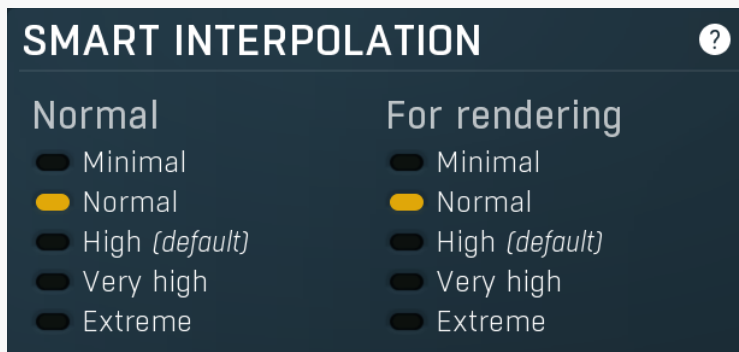 SMART INTERPOLATION ?
Normal
Minimal
Normal
High (default)
Very high
Extreme
For rendering
Minimal
Normal
High (default)
Very high
Extreme